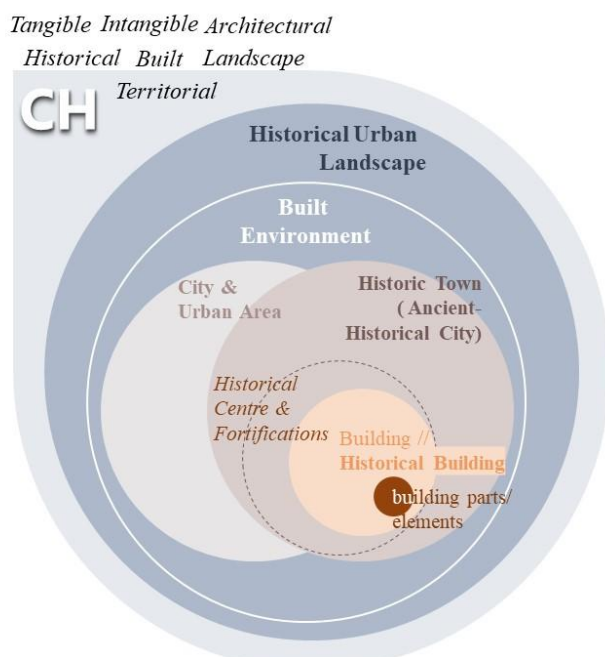 Tangible Intangible Architectural
Historical Built Landscape
Territorial
CH
Historical Urban
Landscape
Built
Environment
City &
Urban Area
Historic Town
( Ancient-
Historical City)
Historical
Centre &
Fortifications
Building //
Historical Building
building parts/
elements